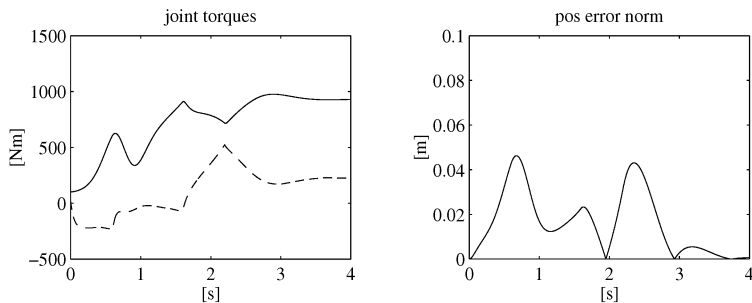 joint torques
1500
1000
500
0
−500
[Nm]
0 1 2 3 4
[s]
pos error norm
0.1
0.08
0.06
0.04
0.02
0
[m]
0 1 2 3 4
[s]